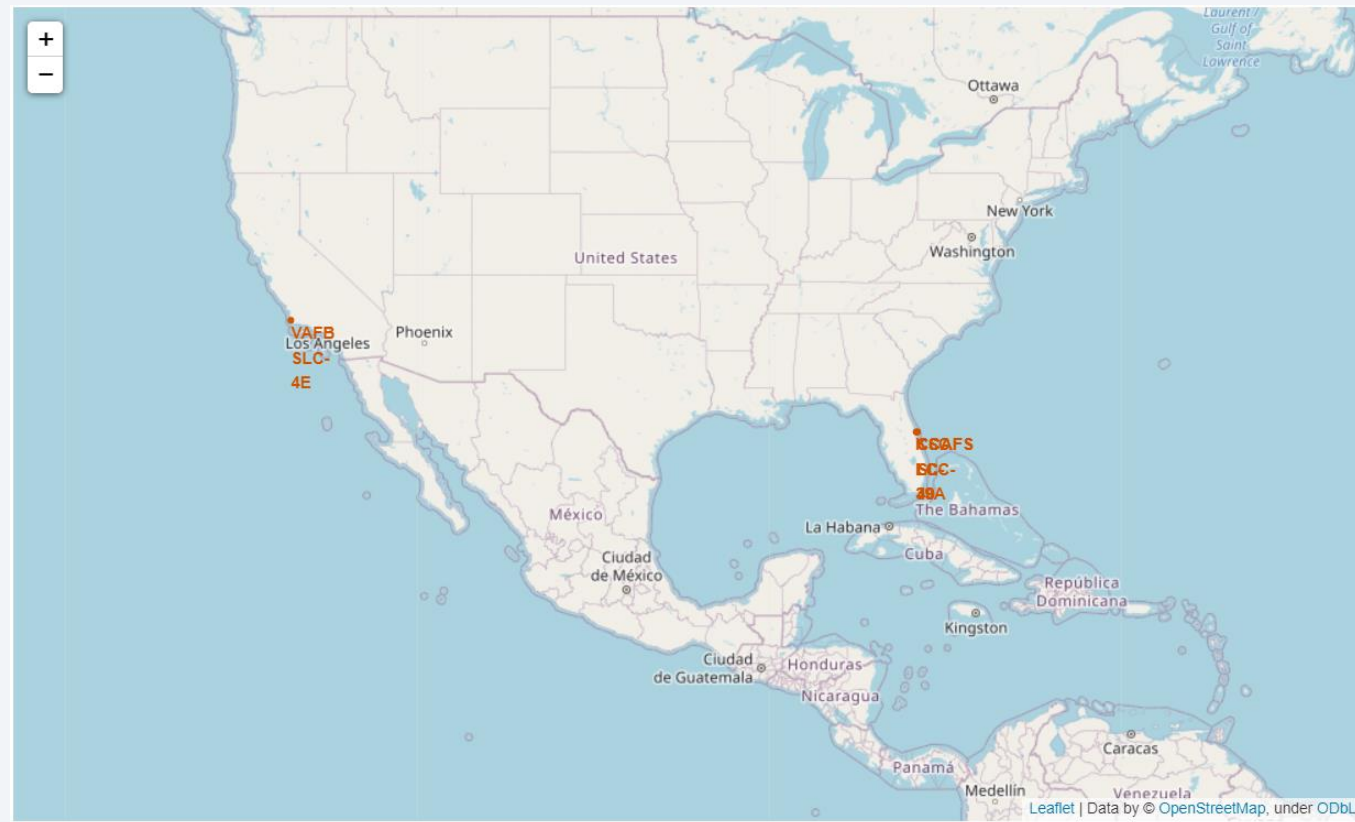 +
−
Laurent /
Gulf of
Saint
Lawrence
Ottawa
New York
Washington
United States
VAFB
SLC-
4E
Los Angeles
Phoenix
México
Ciudad
de México
La Habana
The Bahamas
Cuba
República
Dominicana
Kingston
Ciudad
de Guatemala
Honduras
Nicaragua
Caracas
Panamá
Medellín
Venezuela
Leaflet | Data by © OpenStreetMap, under ODbL